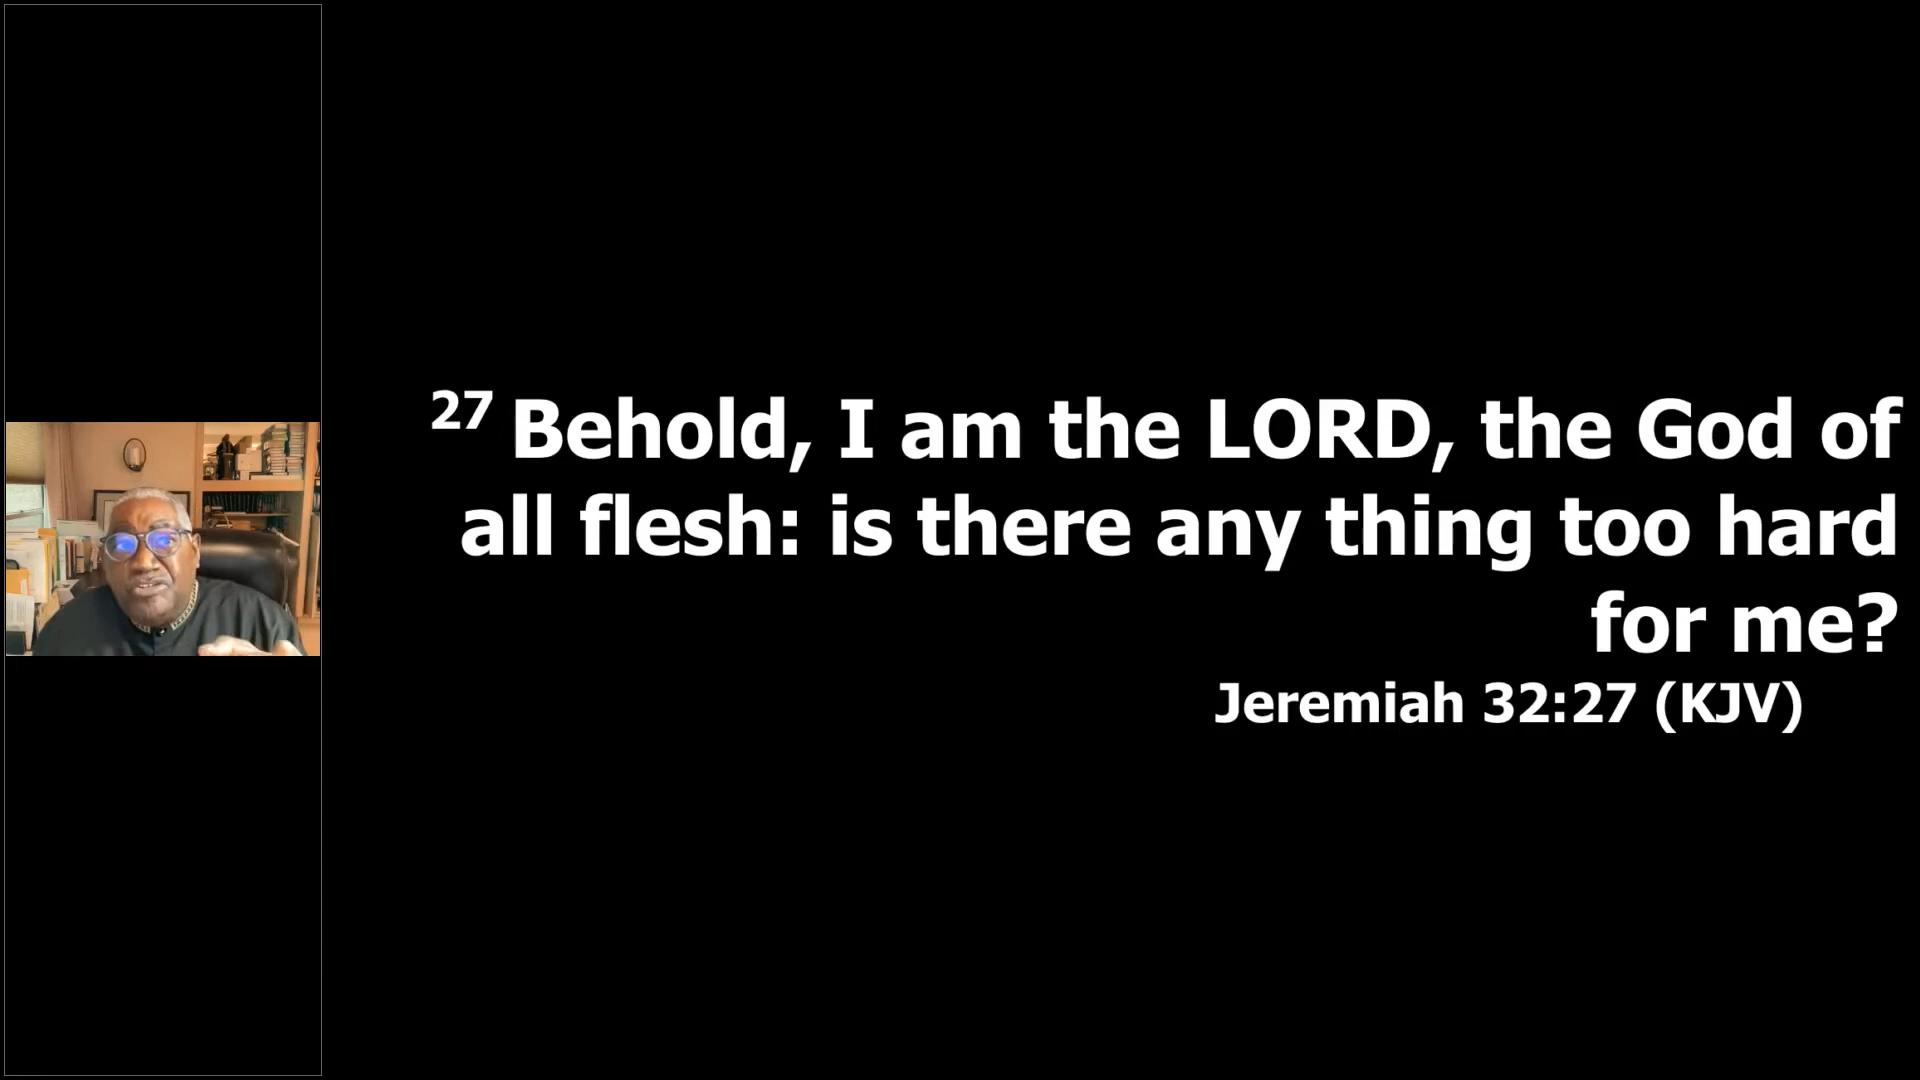 27 Behold, I am the LORD, the God of
all flesh: is there any thing too hard
for me?
Jeremiah 32:27 (KJV)